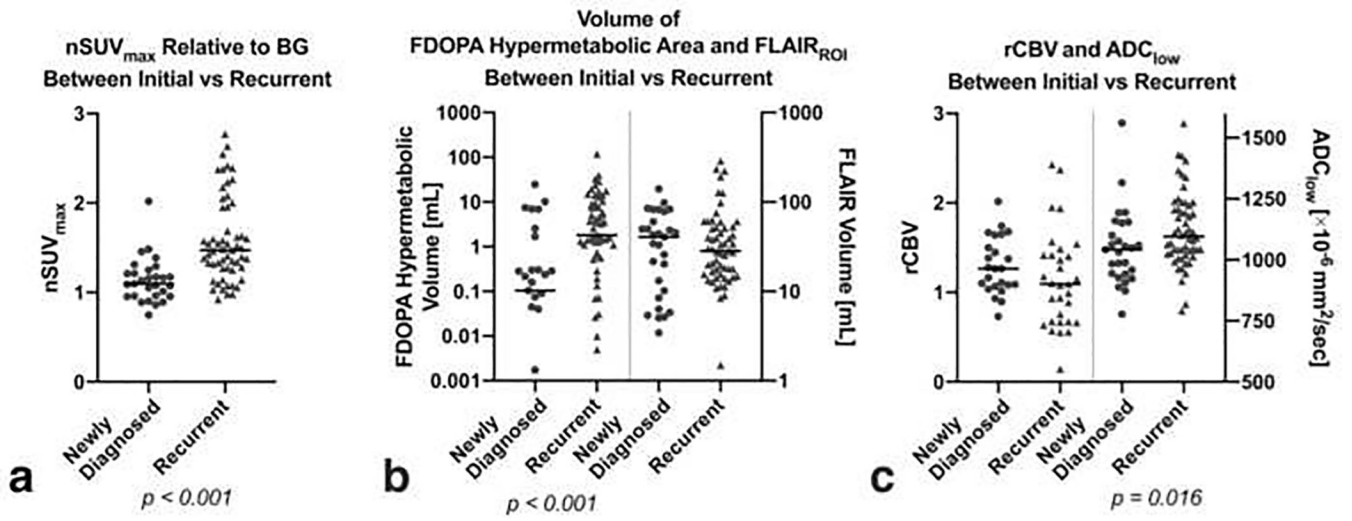 nSUVmax Relative to BG
Between Initial vs Recurrent
3
2
1
0
nSUVmax
Newly
Diagnosed
Recurrent
a
p < 0.001
Volume of
FDOPA Hypermetabolic Area and FLAIRROI
Between Initial vs Recurrent
1000
100
10
1
0.1
0.01
0.001
FDOPA Hypermetabolic
Volume [mL]
1000
100
10
1
FLAIR Volume [mL]
Newly
Diagnosed
Recurrent
Newly
Diagnosed
Recurrent
b
p < 0.001
rCBV and ADClow
Between Initial vs Recurrent
3
2
1
0
rCBV
1500
1250
1000
750
500
ADClow [×10-6 mm2/sec]
Newly
Diagnosed
Recurrent
Newly
Diagnosed
Recurrent
c
p = 0.016